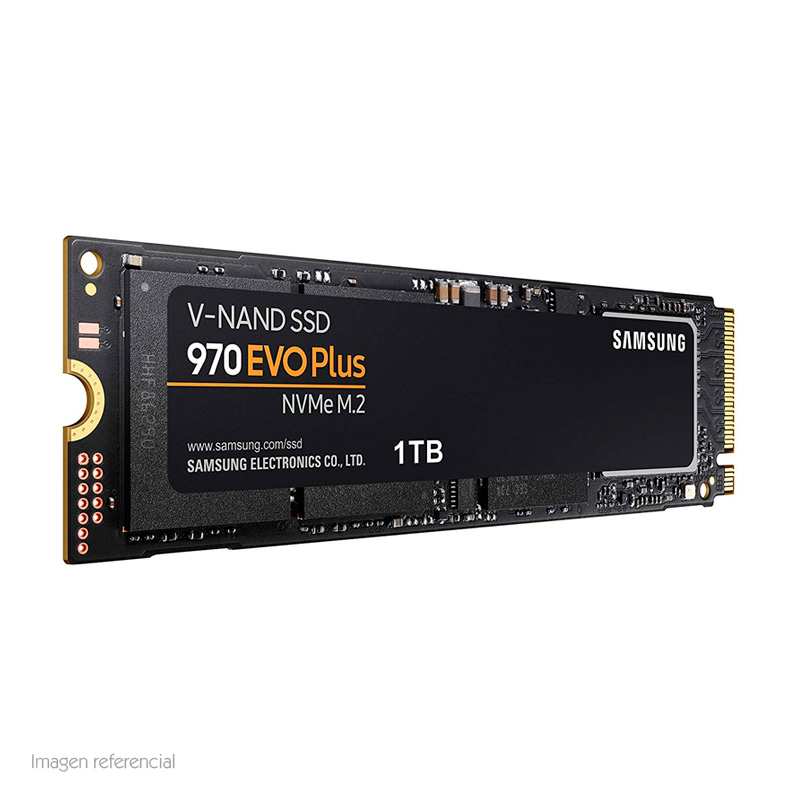 V-NAND SSD
970 EVO Plus
NVMe M.2
www.samsung.com/ssd
SAMSUNG ELECTRONICS CO., LTD.
1TB
SAMSUNG
Imagen referencial